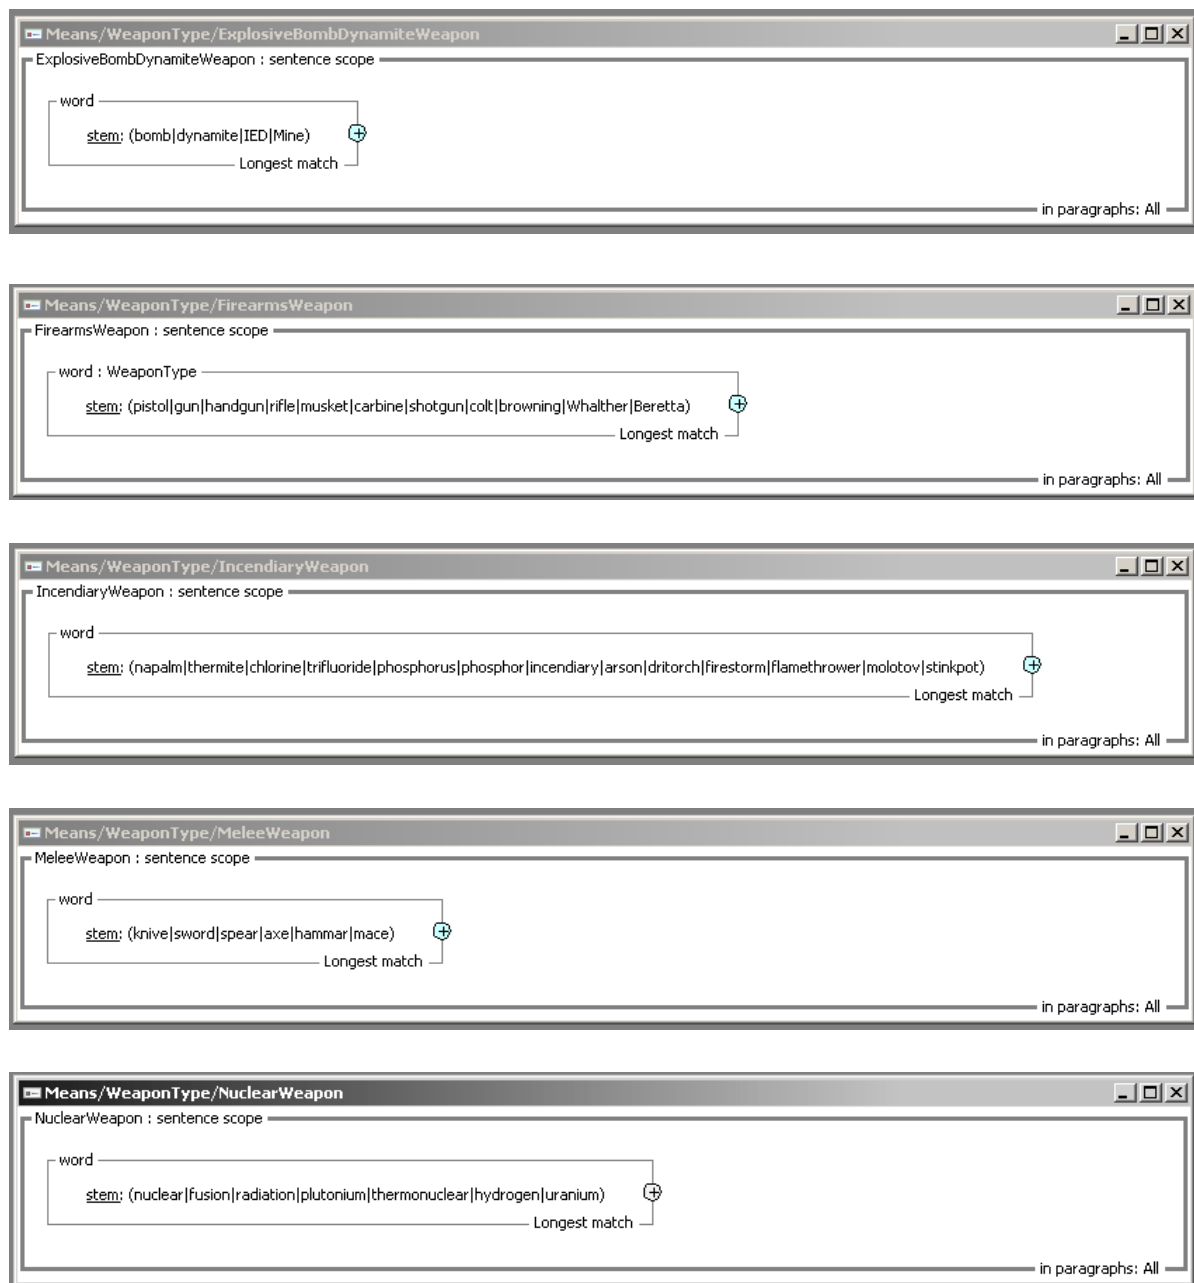 Means/WeaponType/ExplosiveBombDynamiteWeapon
ExplosiveBombDynamiteWeapon : sentence scope
word
stem: (bomb|dynamite|IED|Mine)
Longest match
in paragraphs: All
Means/WeaponType/FirearmsWeapon
FirearmsWeapon : sentence scope
word : WeaponType
stem: (pistol|gun|handgun|rifle|musket|carbine|shotgun|colt|browning|Whalther|Beretta)
Longest match
in paragraphs: All
Means/WeaponType/IncendiaryWeapon
IncendiaryWeapon : sentence scope
word
stem: (napalm|thermite|chlorine|trifluoride|phosphorus|phosphor|incendiary|arson|dritorch|firestorm|flamethrower|molotov|stinkpot)
Longest match
in paragraphs: All
Means/WeaponType/MeleeWeapon
MeleeWeapon : sentence scope
word
stem: (knive|sword|spear|axe|hammar|mace)
Longest match
in paragraphs: All
Means/WeaponType/NuclearWeapon
NuclearWeapon : sentence scope
word
stem: (nuclear|fusion|radiation|plutonium|thermonuclear|hydrogen|uranium)
Longest match
in paragraphs: All